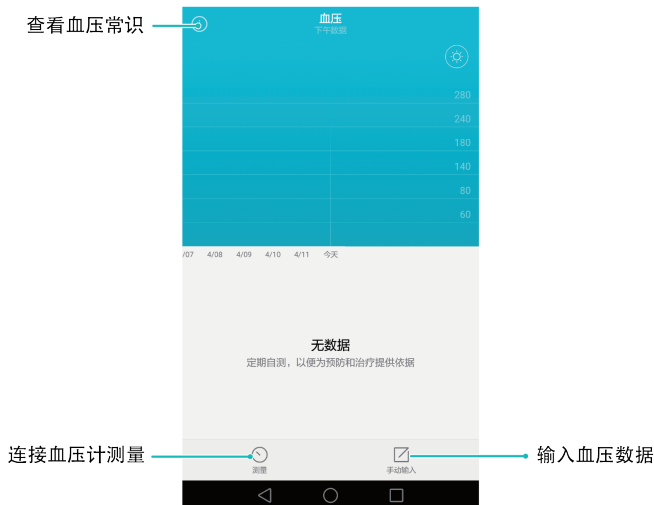 查看血压常识
血压
下午数据
280
240
180
140
80
60
/07 4/08 4/09 4/10 4/11 今天
无数据
定期自测，以便为预防和治疗提供依据
连接血压计测量
测量
手动输入
输入血压数据